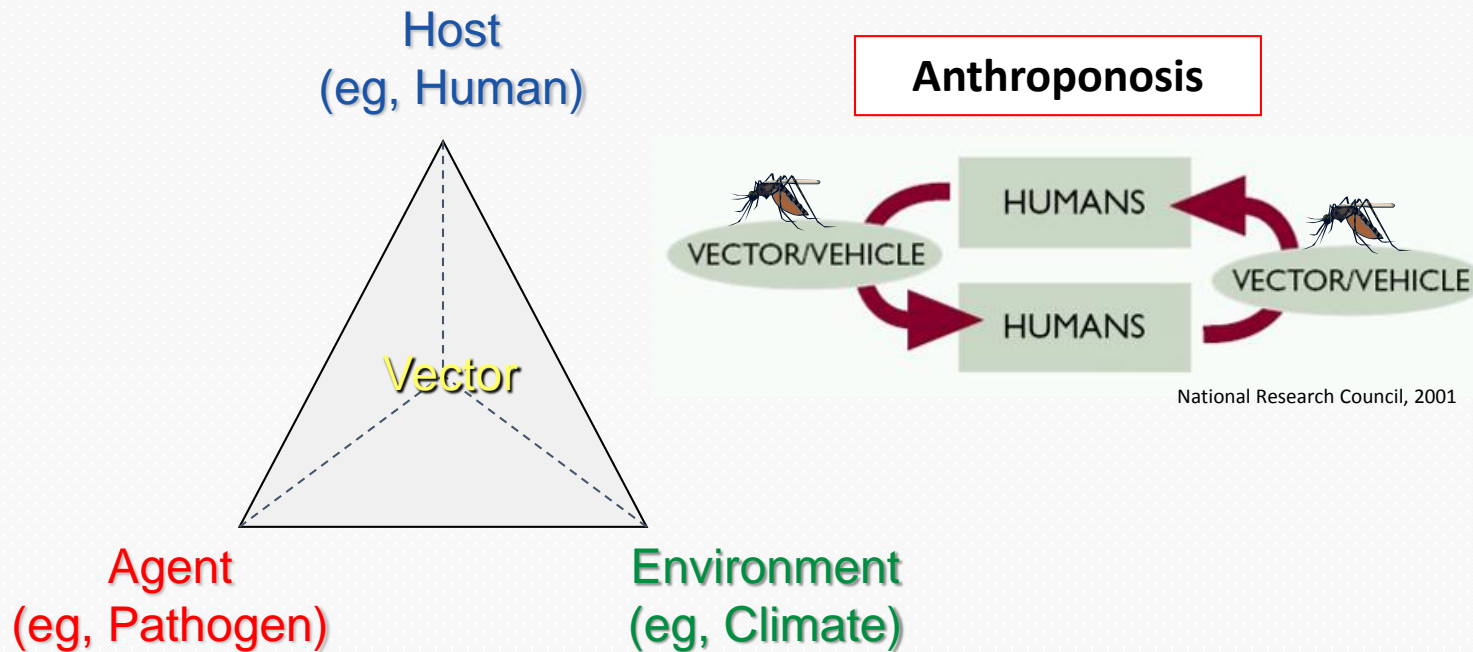 Host
(eg, Human)
Vector
Agent
(eg, Pathogen)
Environment
(eg, Climate)
Anthroponosis
HUMANS
VECTOR/VEHICLE
VECTOR/VEHICLE
HUMANS
National Research Council, 2001